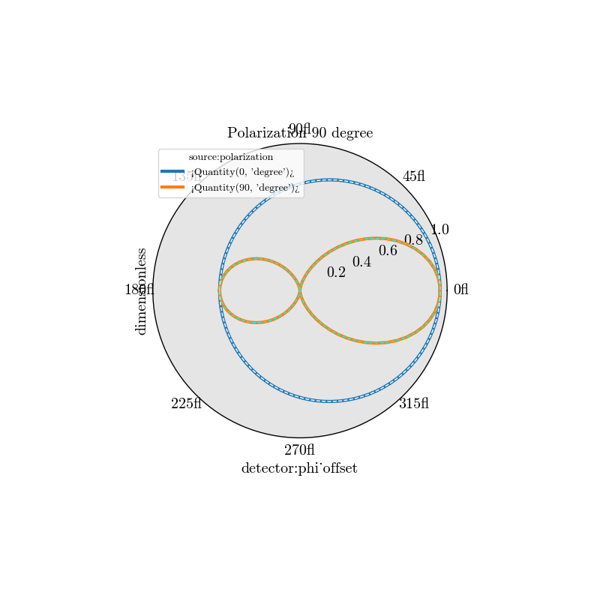 Polarization 90 degree
90fl
source:polarization
¡Quantity(0, 'degree')¿
¡Quantity(90, 'degree')¿
135fl
45fl
1.0
0.8
0.6
0.4
0.2
dimensionless
180fl
0fl
225fl
315fl
270fl
detector:phi˙offset